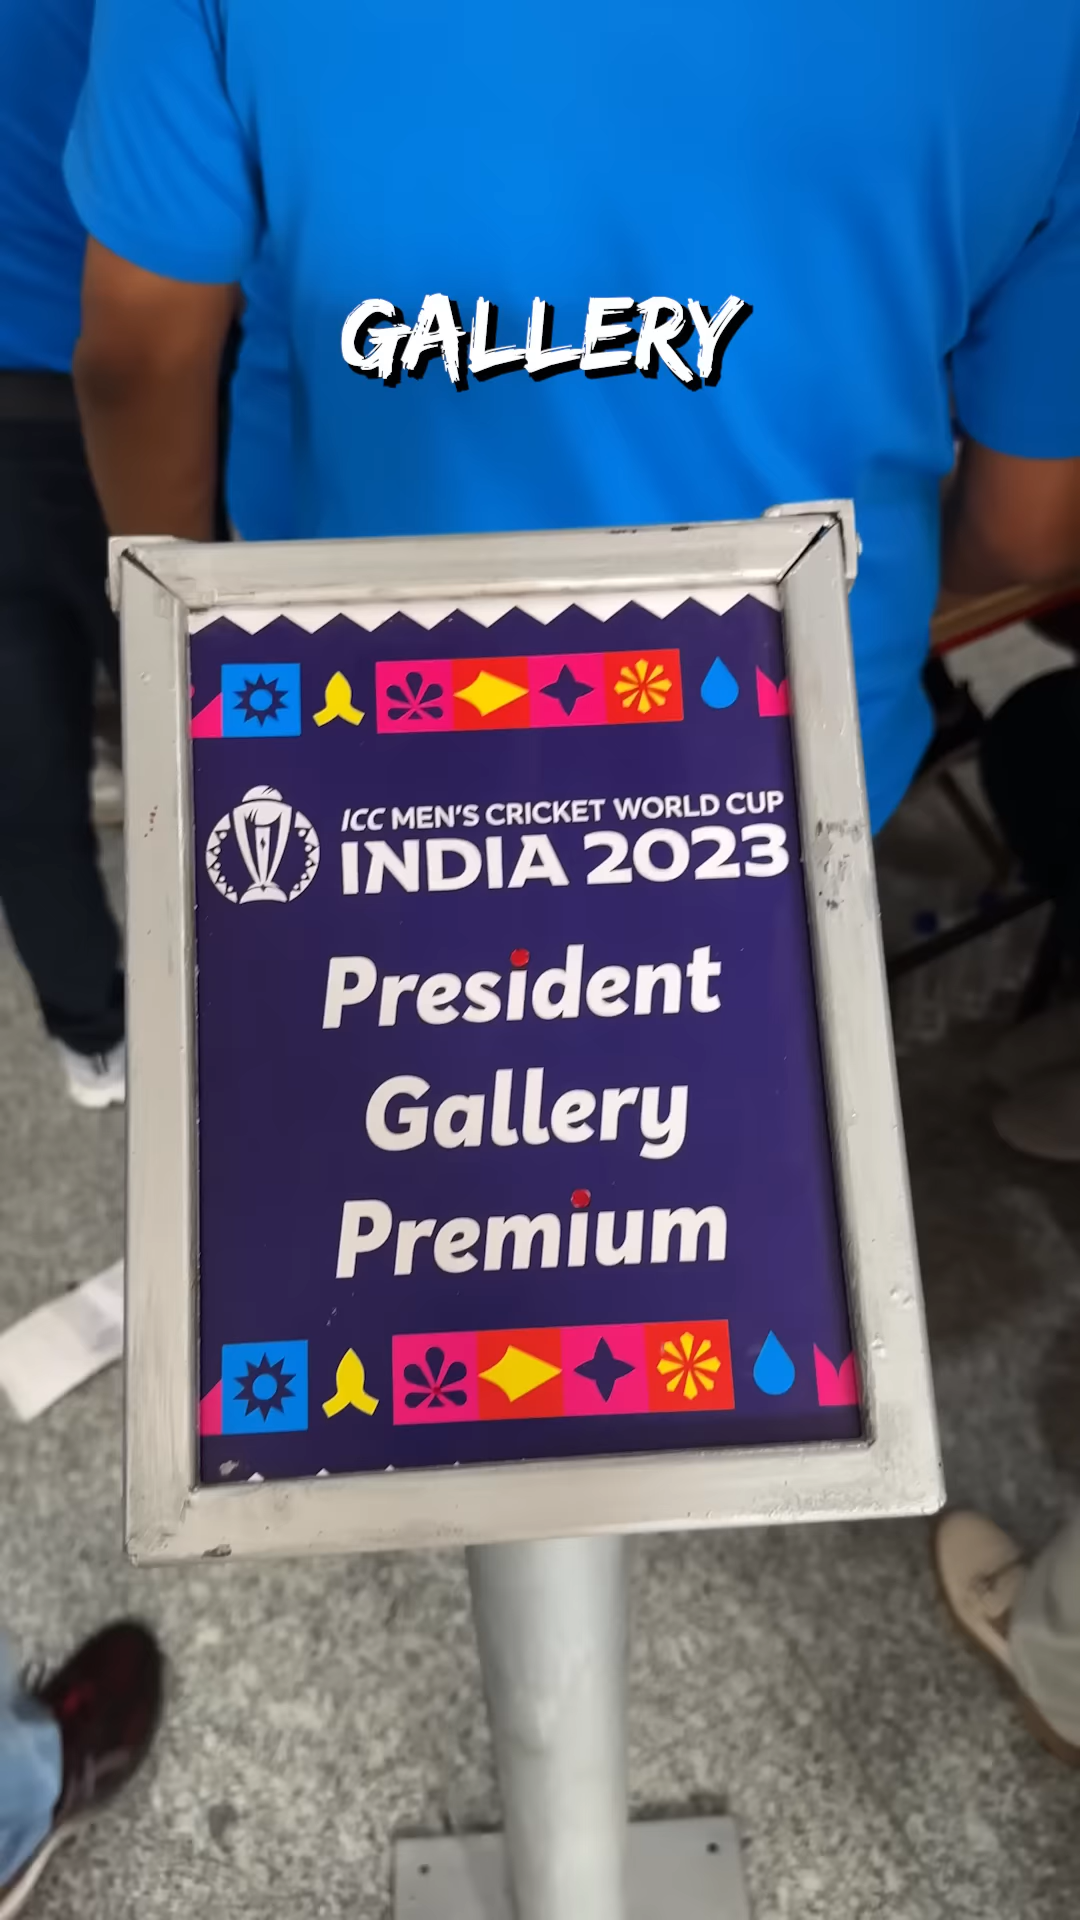 GALLERY
ICC MEN'S CRICKET WORLD CUP
INDIA 2023
President
Gallery
Premium